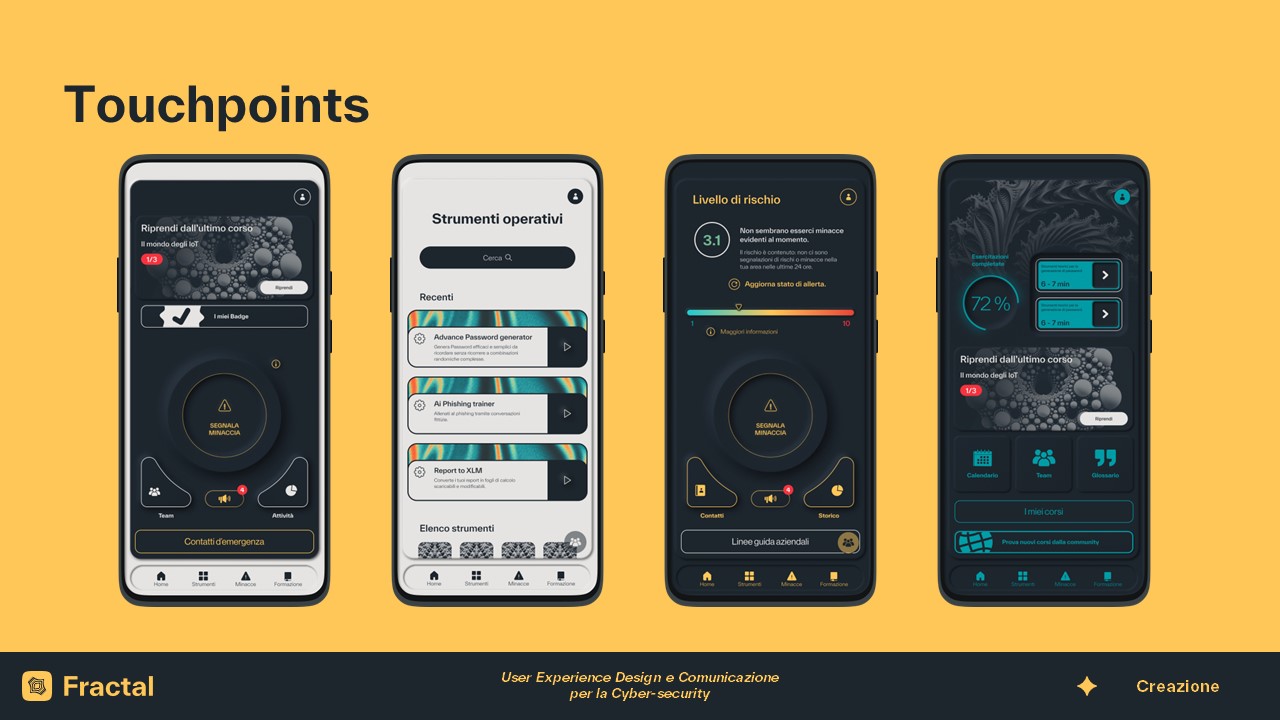 Touchpoints
Riprendi dall'ultimo corso
Il mondo degli IoT
1/3
Riprendi
I miei Badge
SEGNALA
MINACCIA
4
Team
Attività
Contatti d'emergenza
Home Strumenti Minacce Formazione
Strumenti operativi
Cerca
Recenti
Advance Password generator
Genera Password efficaci e semplici da
ricordare senza ricorrere a combinazioni
randomiche complesse.
Ai Phishing trainer
Allenati al phishing tramite conversazioni
fittizie.
Report to XLM
Converte i tuoi report in fogli di calcolo
scaricabili e modificabili.
Elenco strumenti
Home Strumenti Minacce Formazione
Livello di rischio
3.1
Non sembrano esserci minacce
evidenti al momento.
Il rischio è contenuto: non ci sono
segnalazioni di rischi o minacce nella
tua area nelle ultime 24 ore.
Aggiorna stato di allerta.
1
10
Maggiori informazioni
SEGNALA
MINACCIA
4
Contatti
Storico
Linee guida aziendali
Home Strumenti Minacce Formazione
Esercitazioni
completate
72 %
6 - 7 min
6 - 7 min
Riprendi dall'ultimo corso
Il mondo degli IoT
1/3
Riprendi
Calendario
Team
Glossario
I miei corsi
Prova nuovi corsi della community
Home Strumenti Minacce Formazione
Fractal
User Experience Design e Comunicazione
per la Cyber-security
Creazione